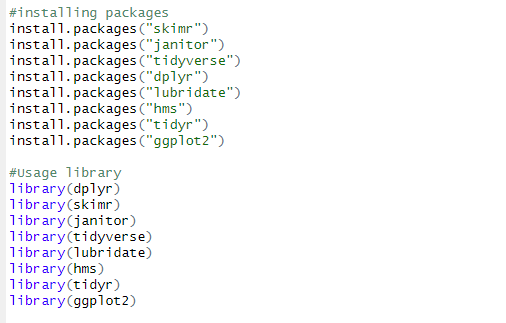 #installing packages
install.packages("skimr")
install.packages("janitor")
install.packages("tidyverse")
install.packages("dplyr")
install.packages("lubridate")
install.packages("hms")
install.packages("tidyr")
install.packages("ggplot2")
#Usage library
library(dplyr)
library(skimr)
library(janitor)
library(tidyverse)
library(lubridate)
library(hms)
library(tidyr)
library(ggplot2)